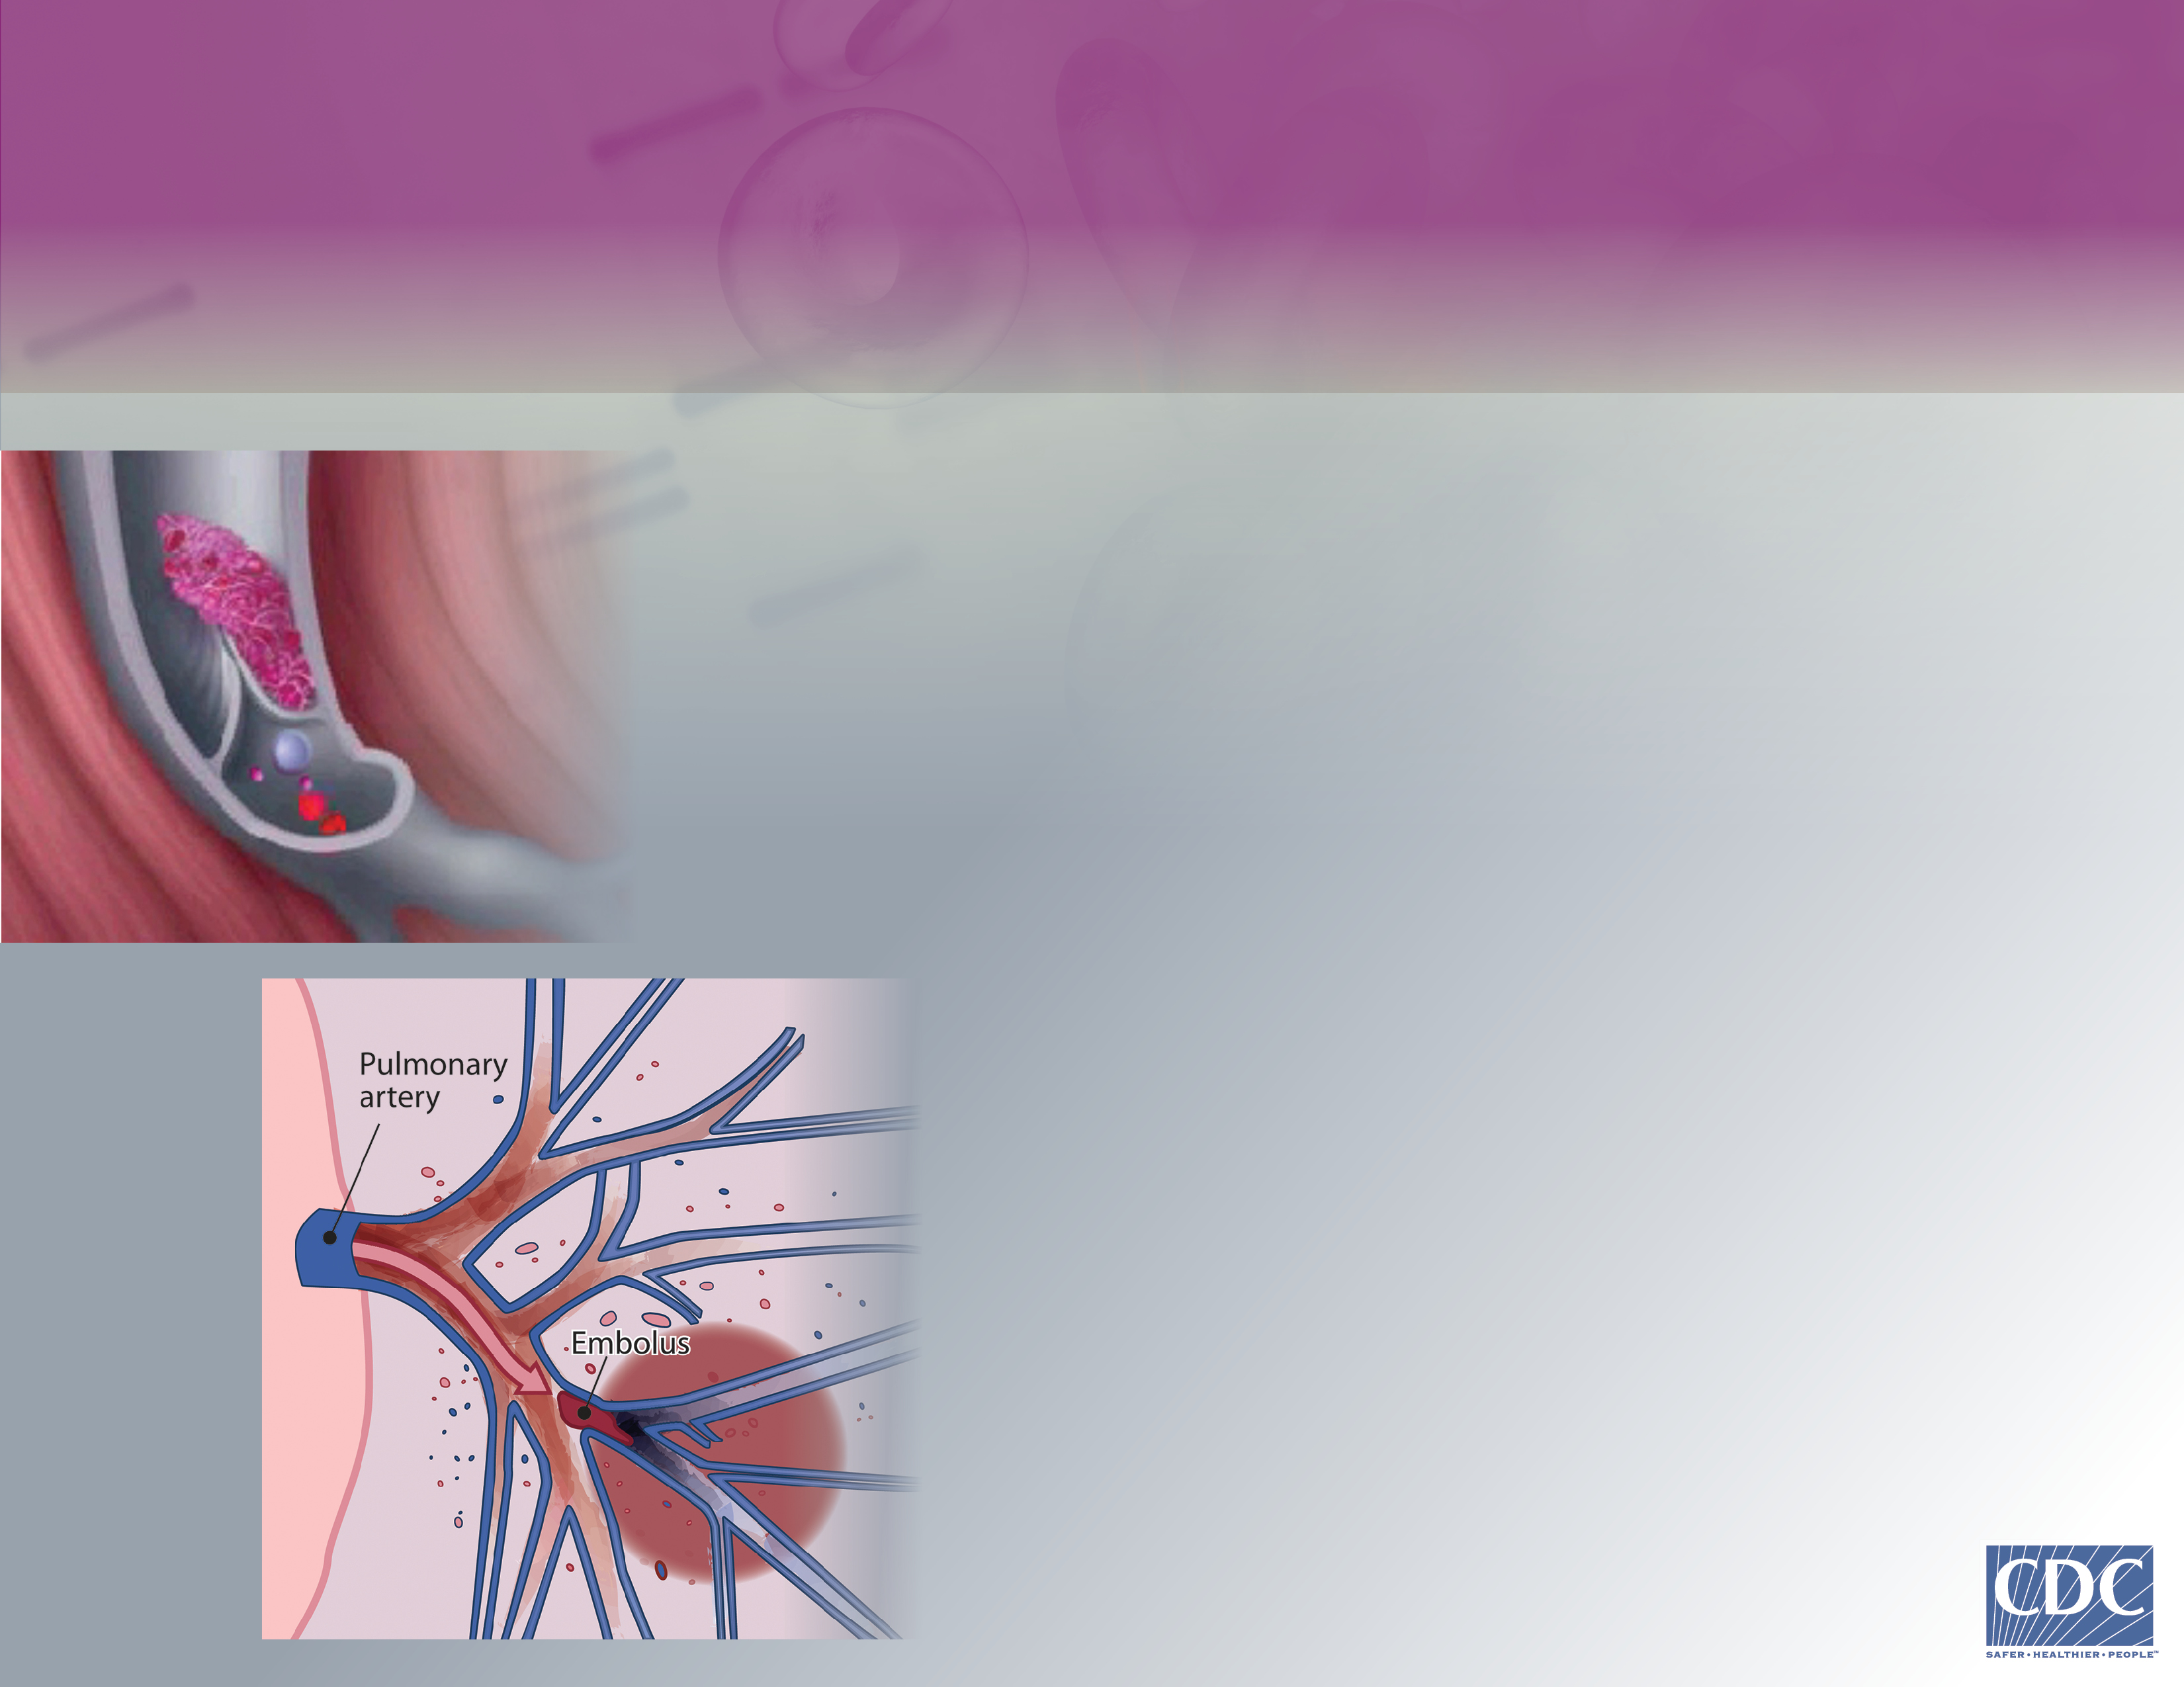 Pulmonary
artery
Embolus
CDC
SAFER • HEALTHIER • PEOPLE™